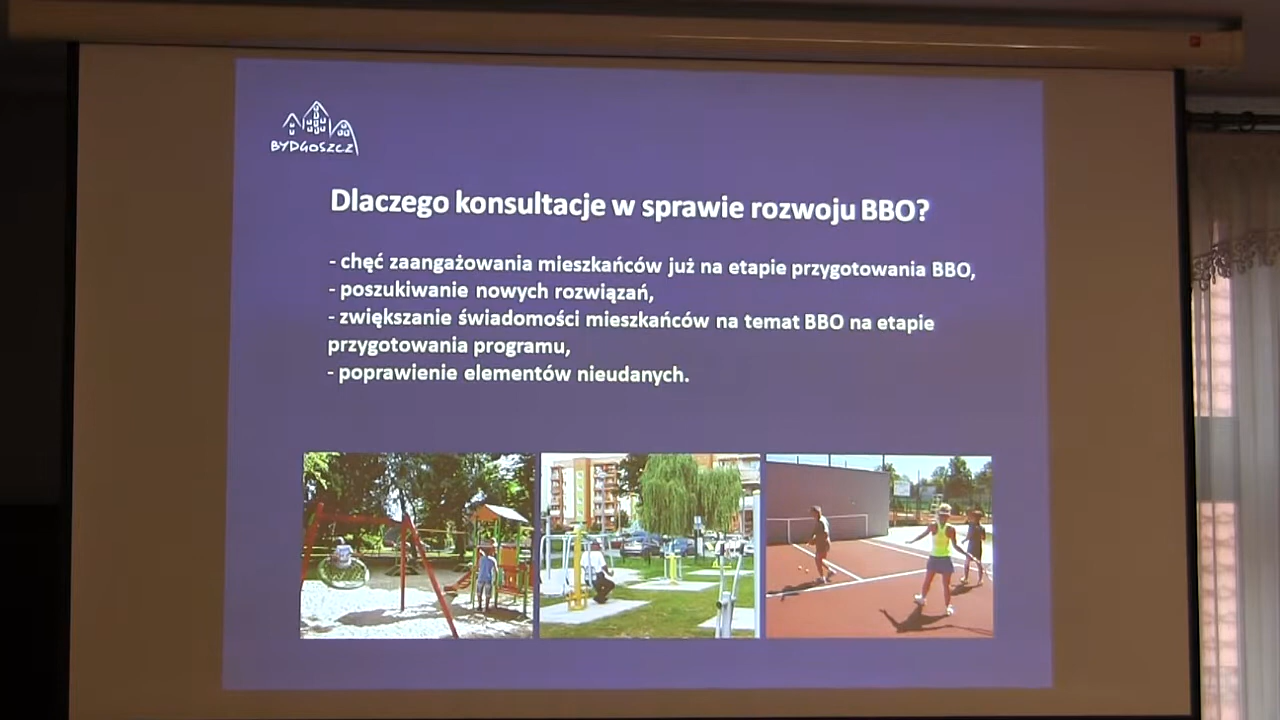 BYDGOSZCZ
Dlaczego konsultacje w sprawie rozwoju BBO?
- chęć zaangażowania mieszkańców już na etapie przygotowania BBO,
- poszukiwanie nowych rozwiązań,
- zwiększanie świadomości mieszkańców na temat BBO na etapie
przygotowania programu,
- poprawienie elementów nieudanych.